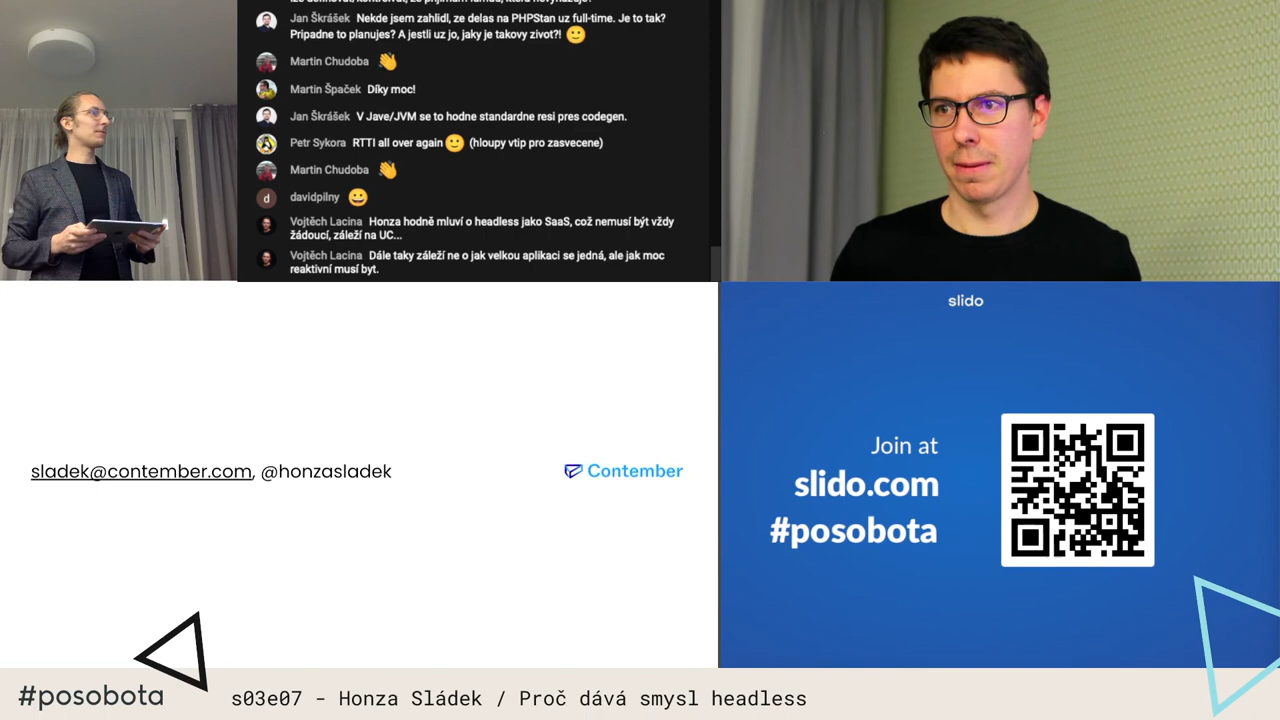 Jan Škrášek Nekde jsem zahlidl, ze delas na PHPStan uz full-time. Je to tak?
Pripadne to planujes? A jestli uz jo, jaky je takovy zivot?! 🙂
Martin Chudoba 👋
Martin Špaček Díky moc!
Jan Škrášek V Jave/JVM se to hodne standardne resi pres codegen.
Petr Sykora RTTI all over again 🙂 (hloupy vtip pro zasvecene)
Martin Chudoba 👋
d
davidpilny 😀
Vojtěch Lacina Honza hodně mluví o headless jako SaaS, což nemusí být vždy
žádoucí, záleží na UC...
Vojtěch Lacina Dále taky záleží ne o jak velkou aplikaci se jedná, ale jak moc
reaktivní musí byt.
sladek@contember.com, @honzasladek
Contember
slido
Join at
slido.com
#posobota
#posobota
s03e07 - Honza Sládek / Proč dává smysl headless